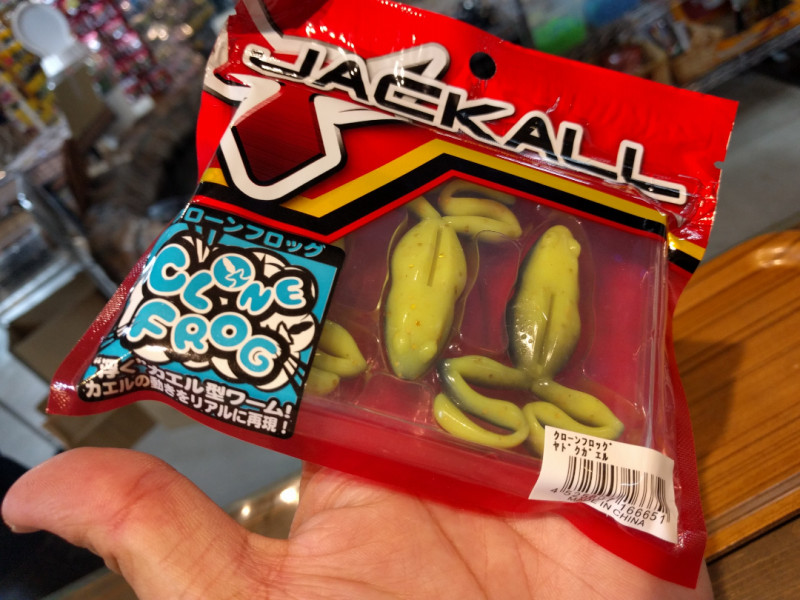 JACKALL
クローンフロッグ
CLONE
FROG
"浮く"カエル型ワーム!
カエルの動きをリアルに再現!
クローンフロッグ
ヤドクガエル
166651
MADE IN CHINA